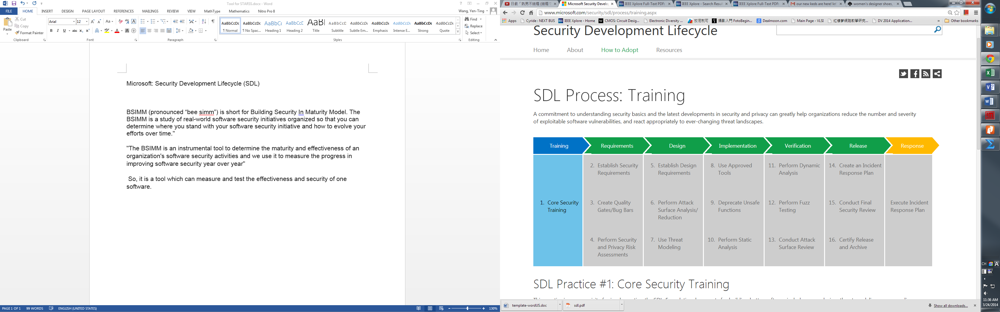 Tool for STARSS.docx - Word
FILE HOME INSERT DESIGN PAGE LAYOUT REFERENCES MAILINGS REVIEW VIEW MathType Mathematics Nitro Pro 8
Wang, Yen-Ting
Paste
Cut
Copy
Format Painter
Clipboard
Arial 12
Font
Paragraph
¶ Normal ¶ No Spac... Heading 1 Heading 2 Title Subtitle Subtle Em... Emphasis Intense E... Strong Quote
Styles
Find
Replace
Select
Editing
Microsoft: Security Development Lifecycle (SDL)
BSIMM (pronounced “bee simm”) is short for Building Security In Maturity Model. The
BSIMM is a study of real-world software security initiatives organized so that you can
determine where you stand with your software security initiative and how to evolve your
efforts over time."
"The BSIMM is an instrumental tool to determine the maturity and effectiveness of an
organization's software security activities and we use it to measure the progress in
improving software security year over year"
So, it is a tool which can measure and test the effectiveness and security of one
software.
PAGE 1 OF 1 99 WORDS ENGLISH (UNITED STATES)
130%
Microsoft Security Develo
IEEE Xplore Full-Text PDF:
IEEE Xplore - Search Resul
IEEE Xplore Full-Text PDF:
our new keds are here! let
women's designer shoes,
www.microsoft.com/security/sdl/process/training.aspx
Apps
Cyride : NEXT BUS
IEEE Xplore - Home
CMOS: Circuit Desig...
Electronic Diversity ...
放泥就可
攝影入門 FotoBegin...
Dealmoon.com
Main Page - VLSI
紅樓夢網路教學研究...
DV 2014 Application...
»
Other bookmarks
Security Development Lifecycle
Home About How to Adopt Resources
SDL Process: Training
A commitment to understanding security basics and the latest developments in security and privacy can greatly help organizations reduce the number and severity
of exploitable software vulnerabilities, and react appropriately to ever-changing threat landscapes.
Training Requirements Design Implementation Verification Release Response
1. Core Security
Training
2. Establish Security
Requirements
3. Create Quality
Gates/Bug Bars
4. Perform Security
and Privacy Risk
Assessments
5. Establish Design
Requirements
6. Perform Attack
Surface Analysis/
Reduction
7. Use Threat
Modeling
8. Use Approved
Tools
9. Deprecate Unsafe
Functions
10. Perform Static
Analysis
11. Perform Dynamic
Analysis
12. Perform Fuzz
Testing
13. Conduct Attack
Surface Review
14. Create an Incident
Response Plan
15. Conduct Final
Security Review
16. Certify Release
and Archive
Execute Incident
Response Plan
SDL Practice #1: Core Security Training
template-wordUS.doc
sdl.pdf
Show all downloads...
CH
11:36 AM
3/24/2014